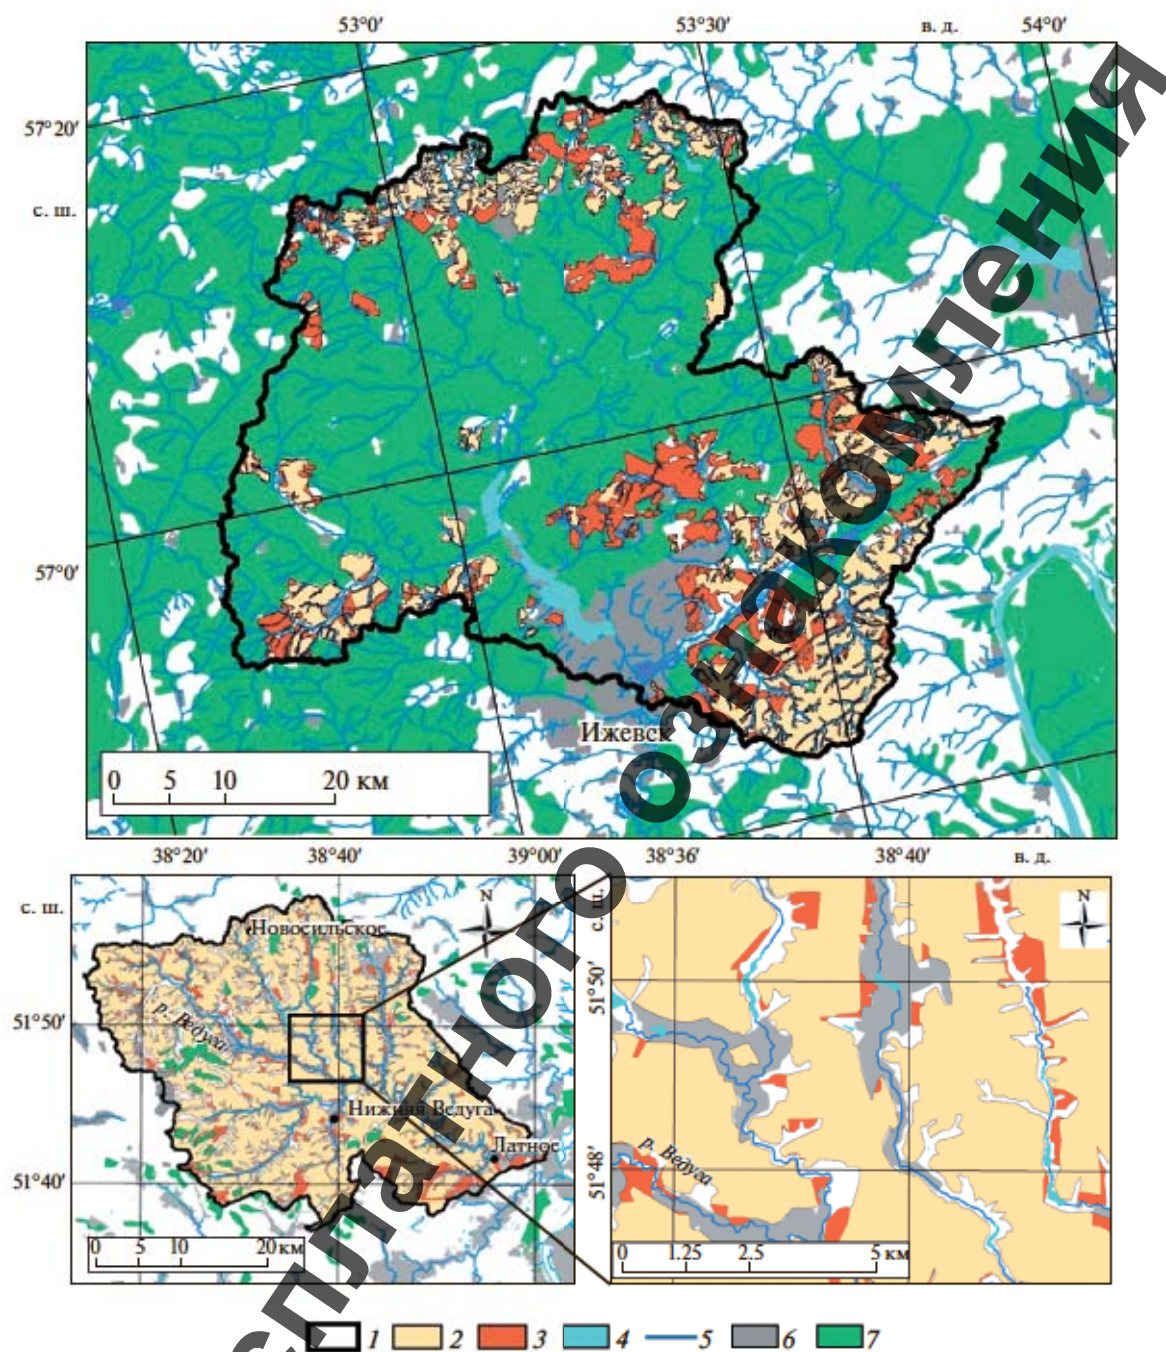 53°0′ 53°30′ в. д. 54°0′
57°20′
с. ш.
57°0′
Ижевск
0 5 10 20 км
38°20′ 38°40′ 39°00′ 38°36′ 38°40′ в. д.
с. ш.
N
Новосильское
51°50′
р. Ведуга
Нижняя Ведуга
Латное
51°40′
0 5 10 20 км
с. ш.
N
51°50′
51°48′
р. Ведуга
0 1.25 2.5 5 км
1 2 3 4 5 6 7
сплатного ознакомления